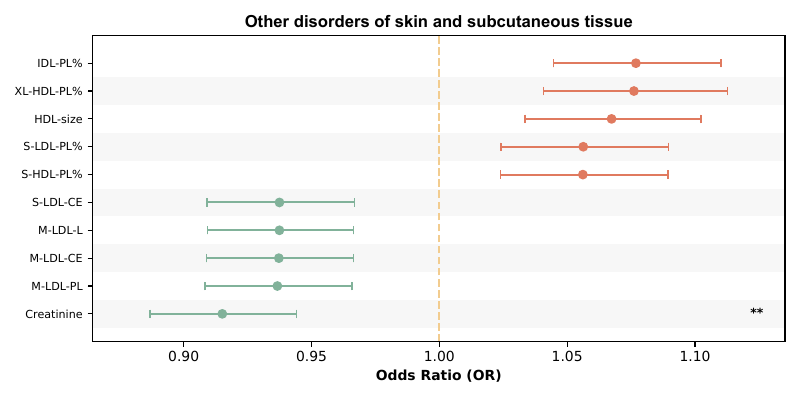 Other disorders of skin and subcutaneous tissue
IDL-PL%
XL-HDL-PL%
HDL-size
S-LDL-PL%
S-HDL-PL%
S-LDL-CE
M-LDL-L
M-LDL-CE
M-LDL-PL
Creatinine **
0.90 0.95 1.00 1.05 1.10
Odds Ratio (OR)